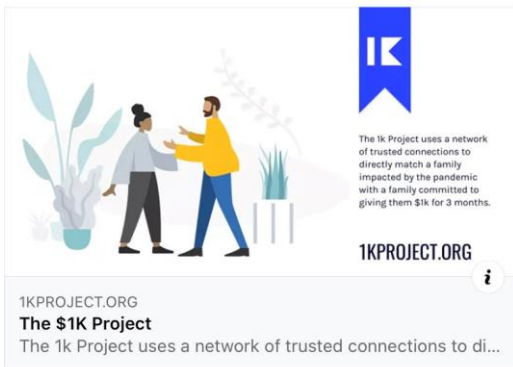 1K
The 1k Project uses a network
of trusted connections to
directly match a family
impacted by the pandemic
with a family committed to
giving them $1k for 3 months.
1KPROJECT.ORG
i
1KPROJECT.ORG
The $1K Project
The 1k Project uses a network of trusted connections to di...